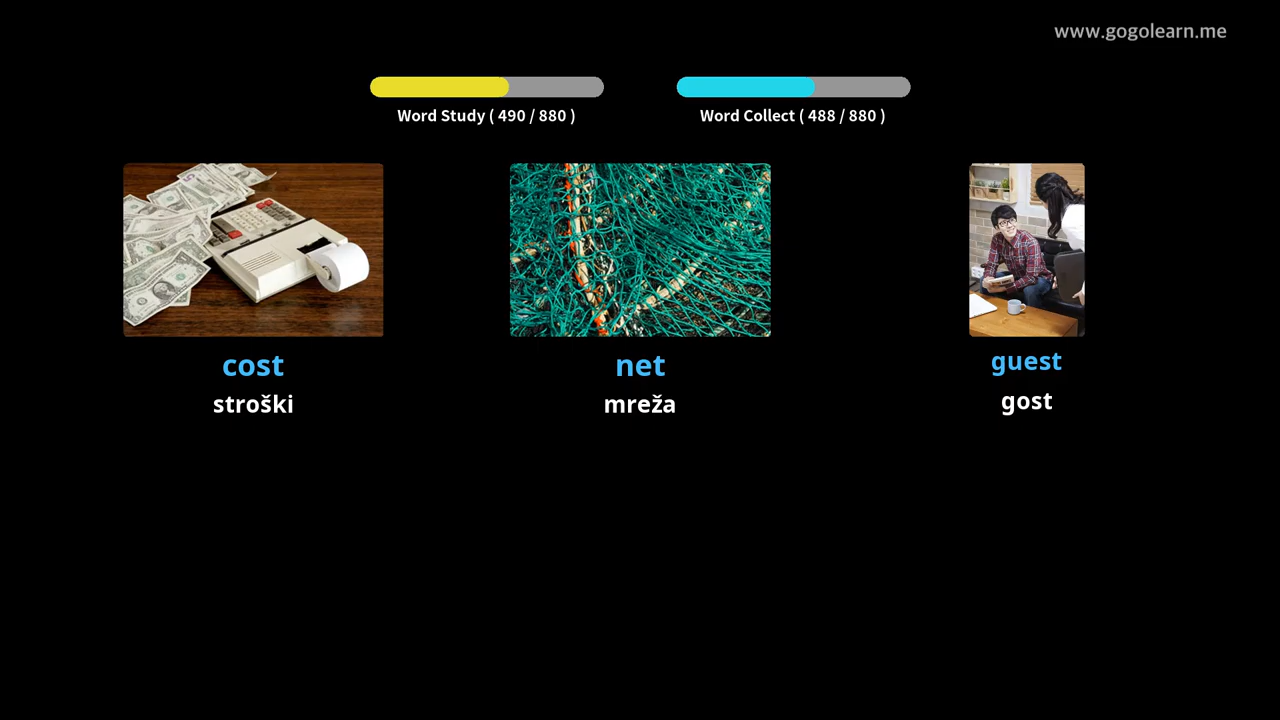 www.gogolearn.me
Word Study ( 490 / 880 )
Word Collect ( 488 / 880 )
cost
stroški
net
mreža
guest
gost